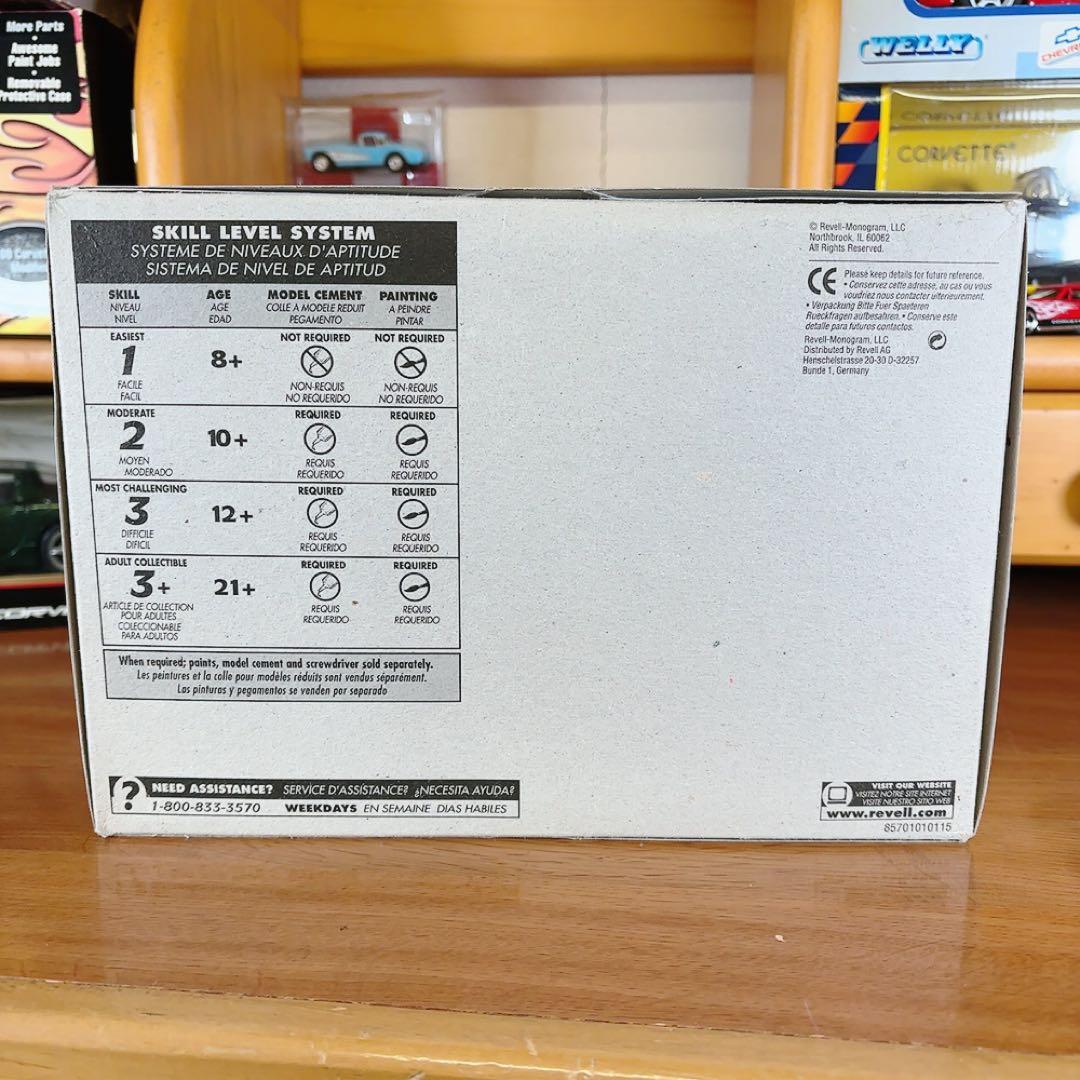 More Parts
•
Awesome
Paint Jobs
•
Removable
Protective Case
WELLY
CORVETTE
SKILL LEVEL SYSTEM
SYSTEME DE NIVEAUX D'APTITUDE
SISTEMA DE NIVEL DE APTITUD
SKILL AGE MODEL CEMENT PAINTING
NIVEAU AGE COLLE A MODELE REDUIT A PEINDRE
NIVEL EDAD PEGAMENTO PINTAR
EASIEST NOT REQUIRED NOT REQUIRED
1 8+
FACILE NON-REQUIS NON-REQUIS
FACIL NO REQUERIDO NO REQUERIDO
MODERATE REQUIRED REQUIRED
2 10+
MOYEN REQUIS REQUIS
MODERADO REQUERIDO REQUERIDO
MOST CHALLENGING REQUIRED REQUIRED
3 12+
DIFFICILE REQUIS REQUIS
DIFICIL REQUERIDO REQUERIDO
ADULT COLLECTIBLE REQUIRED REQUIRED
3+ 21+
ARTICLE DE COLLECTION REQUIS REQUIS
POUR ADULTES REQUERIDO REQUERIDO
COLECCIONABLE
PARA ADULTOS
When required; paints, model cement and screwdriver sold separately.
Les peintures et la colle pour modèles réduits sont vendus séparément.
Las pinturas y pegamentos se venden por separado
© Revell-Monogram, LLC
Northbrook, IL 60062
All Rights Reserved.
CE Please keep details for future reference.
• Conservez cette adresse, au cas ou vous
voudriez nous contacter ulterieurement.
• Verpackung Bitte Fuer Spaeteres
Rueckfragen aufbesahren. • Conserve este
detalle para futuros contactos.
Revell-Monogram, LLC
Distributed by Revell AG
Henschelstrasse 20-30 D-32257
Bunde 1, Germany
? NEED ASSISTANCE? SERVICE D'ASSISTANCE? ¿NECESITA AYUDA?
1-800-833-3570 WEEKDAYS EN SEMAINE DIAS HABILES
VISIT OUR WEBSITE
VISITEZ NOTRE SITE INTERNET
VISITE NUESTRO SITIO WEB
www.revell.com
85701010115